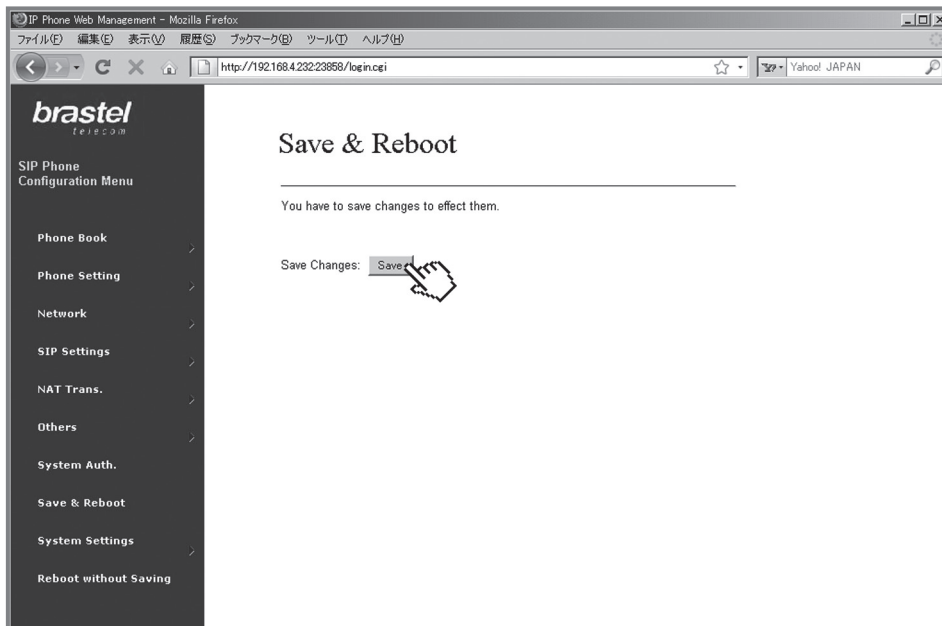 IP Phone Web Management - Mozilla Firefox
ファイル(F) 編集(E) 表示(V) 履歴(S) ブックマーク(B) ツール(T) ヘルプ(H)
http://192.168.4.232:23858/login.cgi
Yahoo! JAPAN
brastel
telecom
SIP Phone
Configuration Menu
Phone Book
Phone Setting
Network
SIP Settings
NAT Trans.
Others
System Auth.
Save & Reboot
System Settings
Reboot without Saving
Save & Reboot
You have to save changes to effect them.
Save Changes: Save